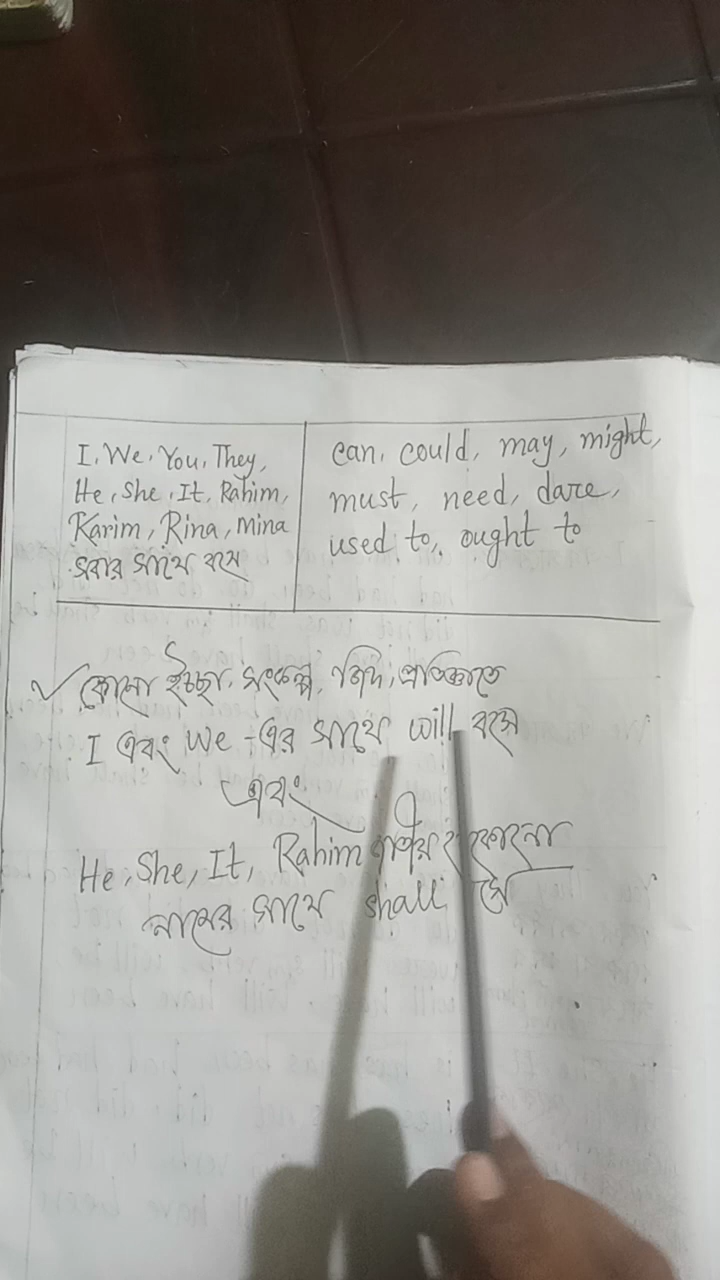 I, We, You, They,
He, She, It, Rahim,
Karim, Rina, Mina
সবার সাথে বসে
can, could, may, might,
must, need, dare,
used to, ought to
কোনো ইচ্ছা, সংকল্প, জিদ, প্রতিজ্ঞাতে
I এবং We -এর সাথে will বসে
এবং
He, She, It, Rahim কোনো
নামের সাথে shall